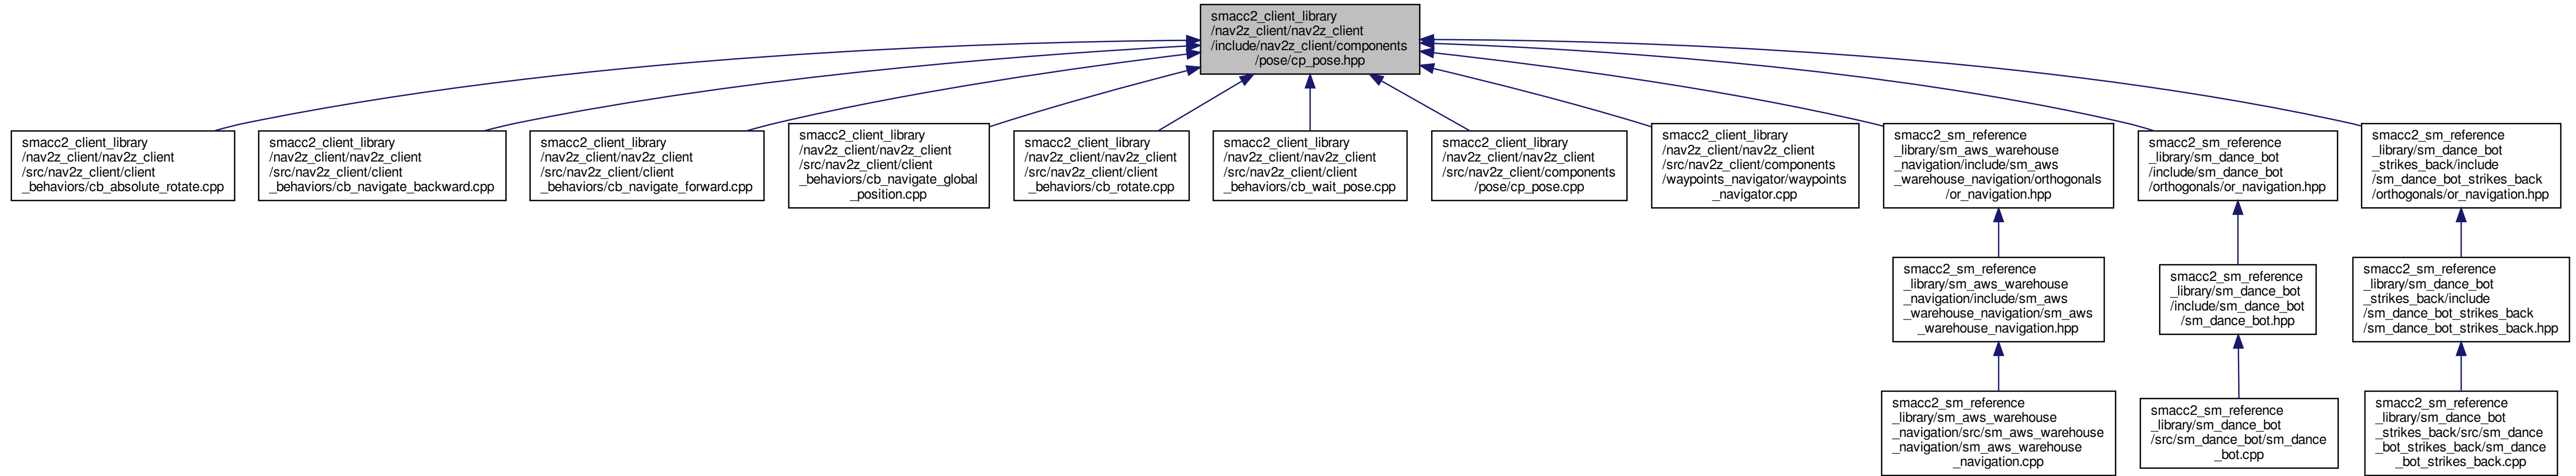 smacc2_client_library
/nav2z_client/nav2z_client
/include/nav2z_client/components
/pose/cp_pose.hpp
smacc2_client_library
/nav2z_client/nav2z_client
/src/nav2z_client/client
_behaviors/cb_absolute_rotate.cpp
smacc2_client_library
/nav2z_client/nav2z_client
/src/nav2z_client/client
_behaviors/cb_navigate_backward.cpp
smacc2_client_library
/nav2z_client/nav2z_client
/src/nav2z_client/client
_behaviors/cb_navigate_forward.cpp
smacc2_client_library
/nav2z_client/nav2z_client
/src/nav2z_client/client
_behaviors/cb_navigate_global
_position.cpp
smacc2_client_library
/nav2z_client/nav2z_client
/src/nav2z_client/client
_behaviors/cb_rotate.cpp
smacc2_client_library
/nav2z_client/nav2z_client
/src/nav2z_client/client
_behaviors/cb_wait_pose.cpp
smacc2_client_library
/nav2z_client/nav2z_client
/src/nav2z_client/components
/pose/cp_pose.cpp
smacc2_client_library
/nav2z_client/nav2z_client
/src/nav2z_client/components
/waypoints_navigator/waypoints
_navigator.cpp
smacc2_sm_reference
_library/sm_aws_warehouse
_navigation/include/sm_aws
_warehouse_navigation/orthogonals
/or_navigation.hpp
smacc2_sm_reference
_library/sm_dance_bot
/include/sm_dance_bot
/orthogonals/or_navigation.hpp
smacc2_sm_reference
_library/sm_dance_bot
_strikes_back/include
/sm_dance_bot_strikes_back
/orthogonals/or_navigation.hpp
smacc2_sm_reference
_library/sm_aws_warehouse
_navigation/include/sm_aws
_warehouse_navigation/sm_aws
_warehouse_navigation.hpp
smacc2_sm_reference
_library/sm_dance_bot
/include/sm_dance_bot
/sm_dance_bot.hpp
smacc2_sm_reference
_library/sm_dance_bot
_strikes_back/include
/sm_dance_bot_strikes_back
/sm_dance_bot_strikes_back.hpp
smacc2_sm_reference
_library/sm_aws_warehouse
_navigation/src/sm_aws_warehouse
_navigation/sm_aws_warehouse
_navigation.cpp
smacc2_sm_reference
_library/sm_dance_bot
/src/sm_dance_bot/sm_dance
_bot.cpp
smacc2_sm_reference
_library/sm_dance_bot
_strikes_back/src/sm_dance
_bot_strikes_back/sm_dance
_bot_strikes_back.cpp